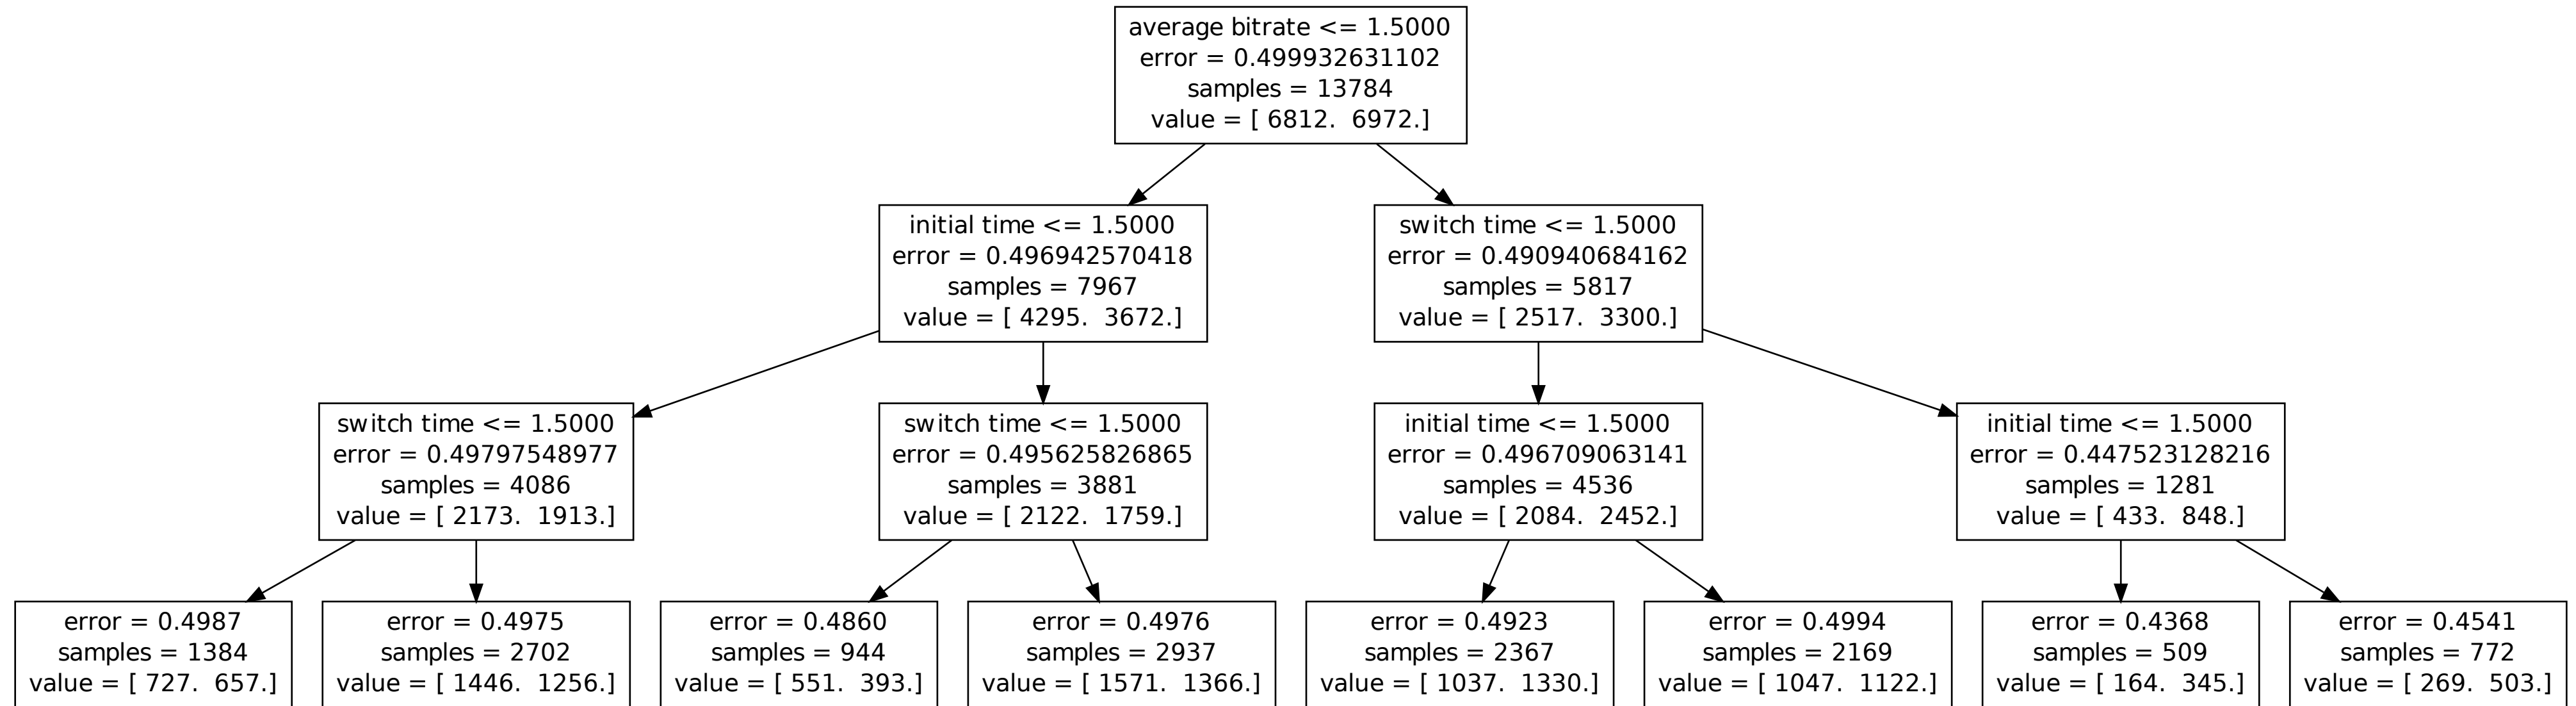 average bitrate <= 1.5000
error = 0.499932631102
samples = 13784
value = [ 6812.  6972.]
initial time <= 1.5000
error = 0.496942570418
samples = 7967
value = [ 4295.  3672.]
switch time <= 1.5000
error = 0.490940684162
samples = 5817
value = [ 2517.  3300.]
switch time <= 1.5000
error = 0.49797548977
samples = 4086
value = [ 2173.  1913.]
switch time <= 1.5000
error = 0.495625826865
samples = 3881
value = [ 2122.  1759.]
initial time <= 1.5000
error = 0.496709063141
samples = 4536
value = [ 2084.  2452.]
initial time <= 1.5000
error = 0.447523128216
samples = 1281
value = [ 433.  848.]
error = 0.4987
samples = 1384
value = [ 727.  657.]
error = 0.4975
samples = 2702
value = [ 1446.  1256.]
error = 0.4860
samples = 944
value = [ 551.  393.]
error = 0.4976
samples = 2937
value = [ 1571.  1366.]
error = 0.4923
samples = 2367
value = [ 1037.  1330.]
error = 0.4994
samples = 2169
value = [ 1047.  1122.]
error = 0.4368
samples = 509
value = [ 164.  345.]
error = 0.4541
samples = 772
value = [ 269.  503.]